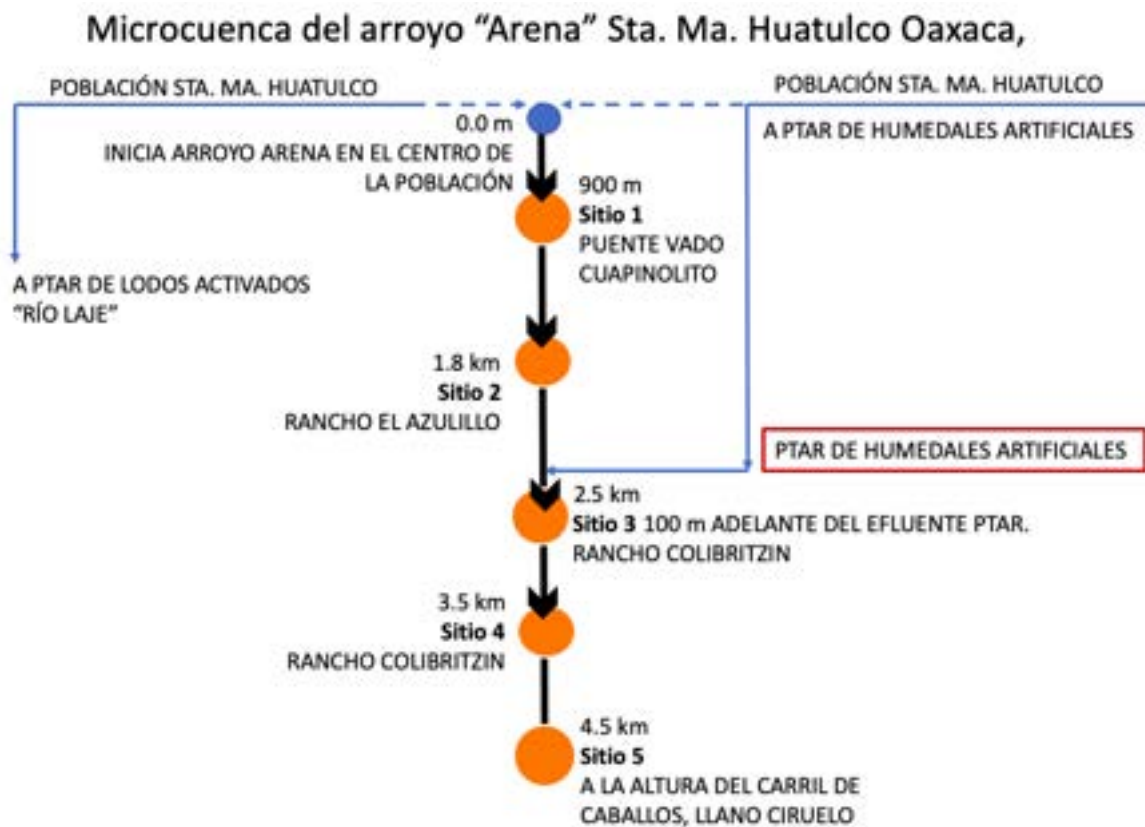 Microcuenca del arroyo “Arena” Sta. Ma. Huatulco Oaxaca,
POBLACIÓN STA. MA. HUATULCO
POBLACIÓN STA. MA. HUATULCO
A PTAR DE HUMEDALES ARTIFICIALES
0.0 m
INICIA ARROYO ARENA EN EL CENTRO DE
LA POBLACIÓN
900 m
Sitio 1
PUENTE VADO
CUAPINOLITO
A PTAR DE LODOS ACTIVADOS
“RÍO LAJE”
1.8 km
Sitio 2
RANCHO EL AZULILLO
PTAR DE HUMEDALES ARTIFICIALES
2.5 km
Sitio 3 100 m ADELANTE DEL EFLUENTE PTAR.
RANCHO COLIBRITZIN
3.5 km
Sitio 4
RANCHO COLIBRITZIN
4.5 km
Sitio 5
A LA ALTURA DEL CARRIL DE
CABALLOS, LLANO CIRUELO